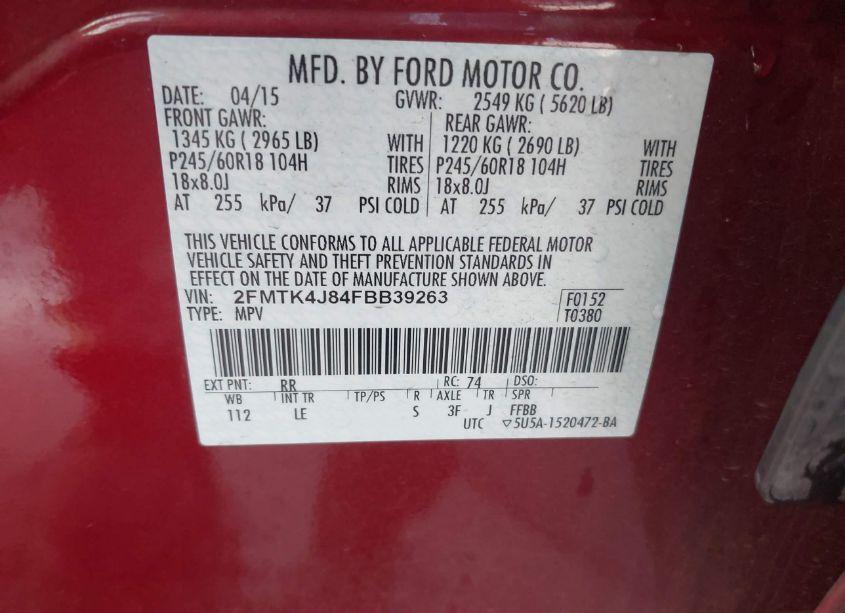 MFD. BY FORD MOTOR CO.
DATE: 04/15 GVWR: 2549 KG ( 5620 LB)
FRONT GAWR: REAR GAWR:
1345 KG ( 2965 LB) WITH 1220 KG ( 2690 LB) WITH
P245/60R18 104H TIRES P245/60R18 104H TIRES
18x8.0J RIMS 18x8.0J RIMS
AT 255 kPa/ 37 PSI COLD AT 255 kPa/ 37 PSI COLD
THIS VEHICLE CONFORMS TO ALL APPLICABLE FEDERAL MOTOR
VEHICLE SAFETY AND THEFT PREVENTION STANDARDS IN
EFFECT ON THE DATE OF MANUFACTURE SHOWN ABOVE.
VIN: 2FMTK4J84FBB39263 F0152
TYPE: MPV T0380
EXT PNT: RR RC: 74 DSO:
WB INT TR TP/PS R AXLE TR SPR
112 LE S 3F J FFBB
UTC ▽5U5A-1520472-BA